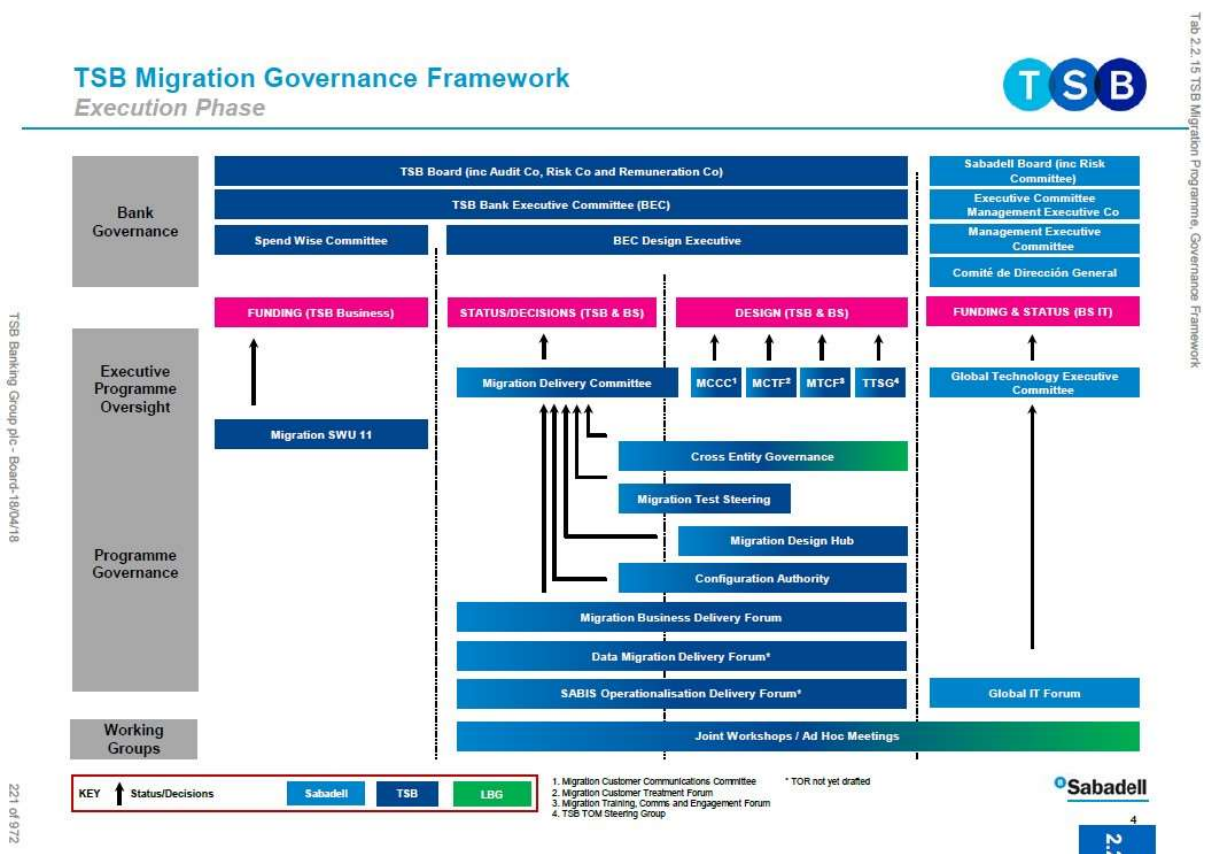 TSB Migration Governance Framework
Execution Phase
TSB
Tab 2.2.15 TSB Migration Programme, Governance Framework
Bank
Governance
TSB Board (inc Audit Co, Risk Co and Remuneration Co)
TSB Bank Executive Committee (BEC)
Spend Wise Committee
BEC Design Executive
Sabadell Board (inc Risk
Committee)
Executive Committee
Management Executive Co
Management Executive
Committee
Comité de Dirección General
FUNDING (TSB Business)
STATUS/DECISIONS (TSB & BS)
DESIGN (TSB & BS)
FUNDING & STATUS (BS IT)
Executive
Programme
Oversight
Migration Delivery Committee
MCCC¹
MCTF²
MTCF³
TTSG⁴
Global Technology Executive
Committee
Migration SWU 11
Cross Entity Governance
Migration Test Steering
Migration Design Hub
Programme
Governance
Configuration Authority
Migration Business Delivery Forum
Data Migration Delivery Forum*
SABIS Operationalisation Delivery Forum*
Global IT Forum
Working
Groups
Joint Workshops / Ad Hoc Meetings
KEY
Status/Decisions
Sabadell
TSB
LBG
1. Migration Customer Communications Committee
2. Migration Customer Treatment Forum
3. Migration Training, Comms and Engagement Forum
4. TSB TOM Steering Group
* TOR not yet drafted
Sabadell
4
TSB Banking Group plc - Board-18/04/18
221 of 972